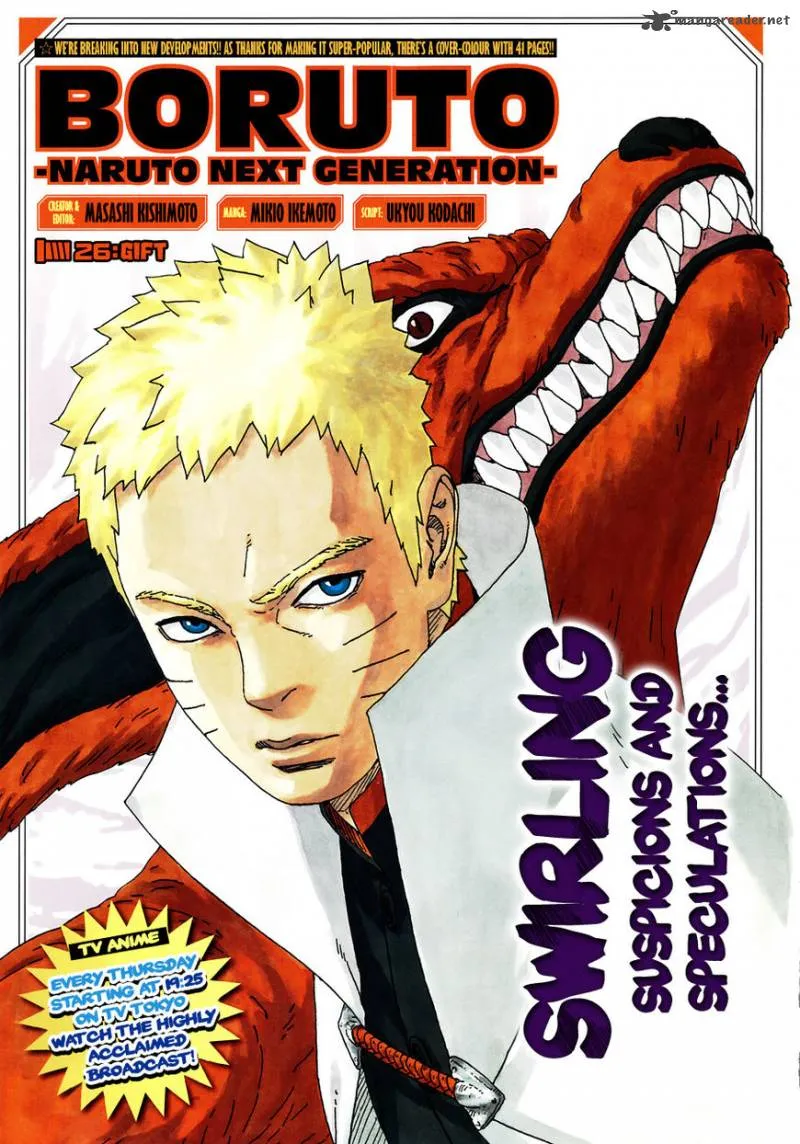 mangareader.net
☆ WE'RE BREAKING INTO NEW DEVELOPMENTS!! AS THANKS FOR MAKING IT SUPER-POPULAR, THERE'S A COVER-COLOUR WITH 41 PAGES!!
BORUTO
-NARUTO NEXT GENERATION-
CREATOR & EDITOR: MASASHI KISHIMOTO MANGA: MIKIO IKEMOTO SCRIPT: UKYOU KODACHI
26:GIFT
SWIRLING
SUSPICIONS AND
SPECULATIONS...
TV ANIME
EVERY THURSDAY
STARTING AT 19:25
ON TV TOKYO
WATCH THE HIGHLY
ACCLAIMED
BROADCAST!